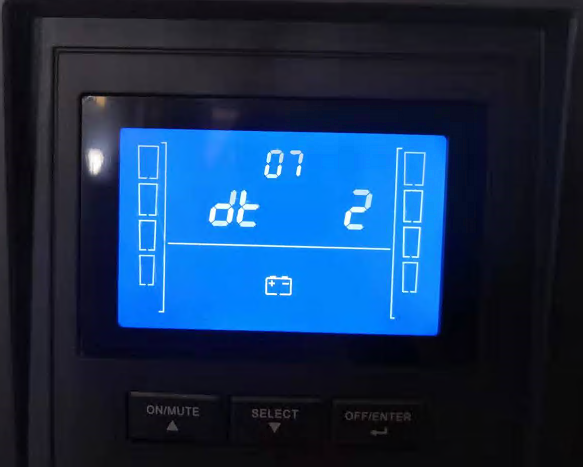 07
dt 2
+ -
ON/MUTE SELECT OFF/ENTER